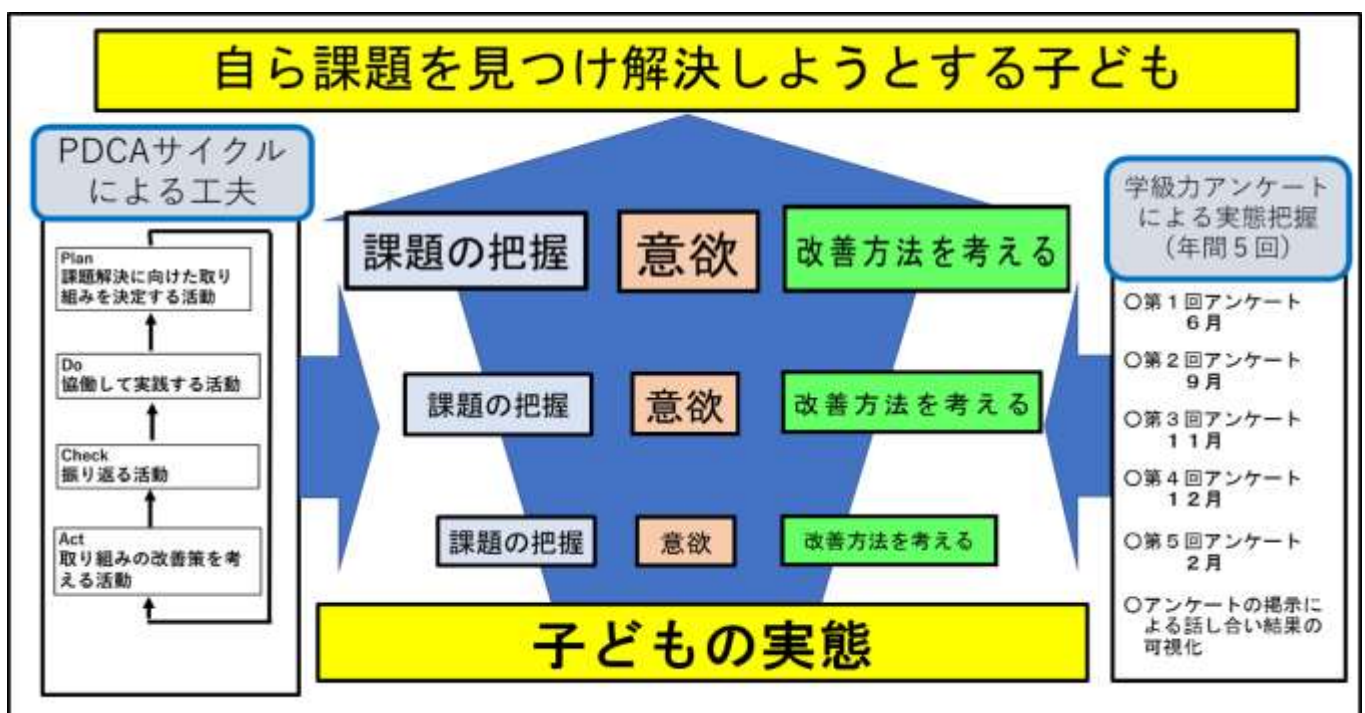 自ら課題を見つけ解決しようとする子ども
PDCAサイクル
による工夫
Plan
課題解決に向けた取り
組みを決定する活動
Do
協働して実践する活動
Check
振り返る活動
Act
取り組みの改善策を考
える活動
課題の把握
意欲
改善方法を考える
課題の把握
意欲
改善方法を考える
課題の把握
意欲
改善方法を考える
子どもの実態
学級力アンケート
による実態把握
(年間5回)
〇第1回アンケート
6月
〇第2回アンケート
9月
〇第3回アンケート
11月
〇第4回アンケート
12月
〇第5回アンケート
2月
〇アンケートの掲示に
よる話し合い結果の
可視化